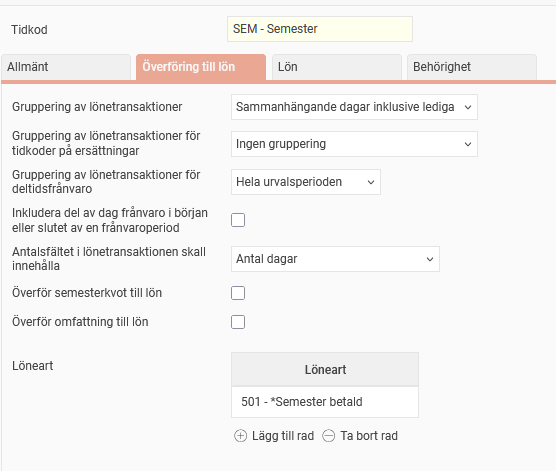 Tidkod
SEM - Semester
Allmänt
Överföring till lön
Lön
Behörighet
Gruppering av lönetransaktioner
Sammanhängande dagar inklusive lediga
Gruppering av lönetransaktioner för
tidkoder på ersättningar
Ingen gruppering
Gruppering av lönetransaktioner för
deltidsfrånvaro
Hela urvalsperioden
Inkludera del av dag frånvaro i början
eller slutet av en frånvaroperiod
Antalsfältet i lönetransaktionen skall
innehålla
Antal dagar
Överför semesterkvot till lön
Överför omfattning till lön
Löneart
Löneart
501 - *Semester betald
Lägg till rad
Ta bort rad